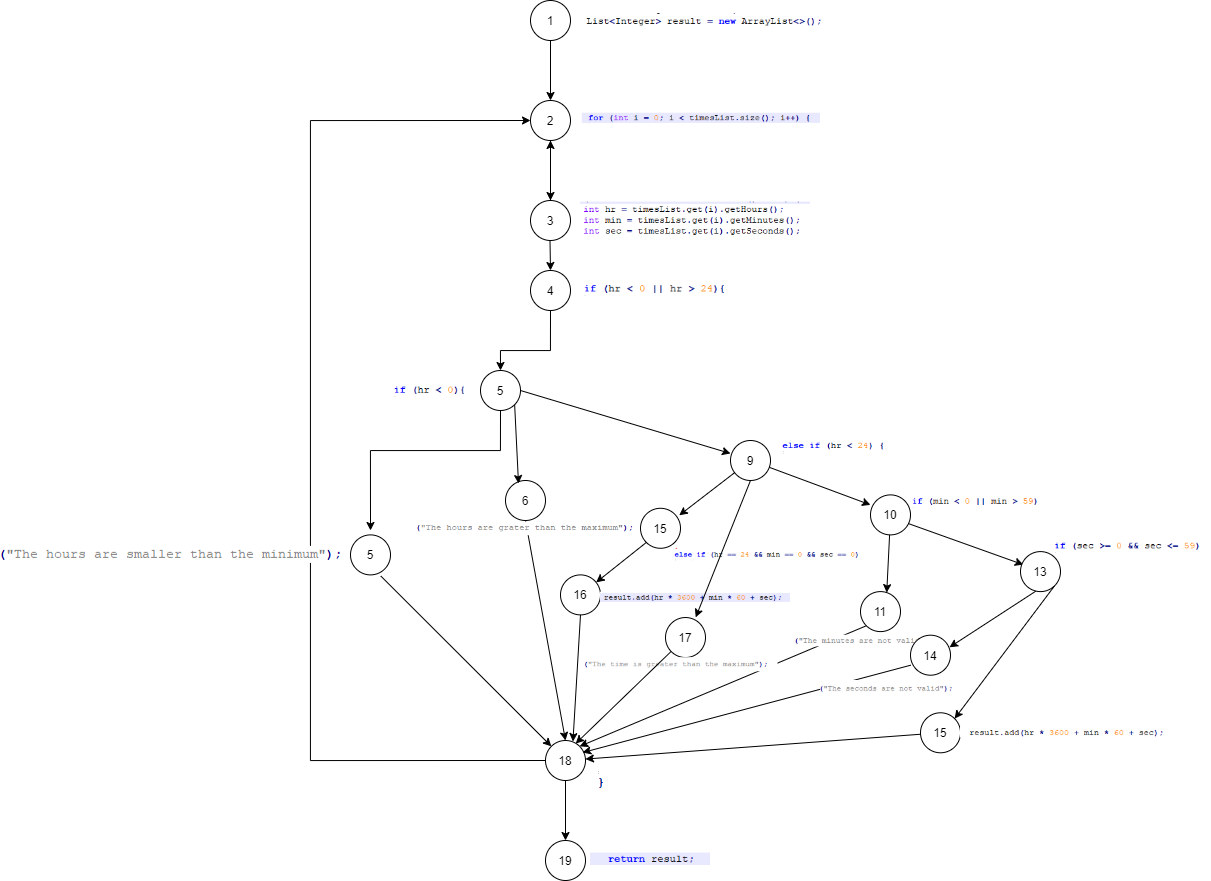 1
List<Integer> result = new ArrayList<>();
2
for (int i = 0; i < timesList.size(); i++) {
3
int hr = timesList.get(i).getHours();
int min = timesList.get(i).getMinutes();
int sec = timesList.get(i).getSeconds();
4
if (hr < 0 || hr > 24){
if (hr < 0){
5
9
else if (hr < 24) {
6
("The hours are grater than the maximum");
10
if (min < 0 || min > 59)
15
else if (hr == 24 && min == 0 && sec == 0)
("The hours are smaller than the minimum");
5
13
if (sec >= 0 && sec <= 59)
16
result.add(hr * 3600 + min * 60 + sec);
11
("The minutes are not vali
17
("The time is greater than the maximum");
14
("The seconds are not valid");
15
result.add(hr * 3600 + min * 60 + sec);
18
}
19
return result;